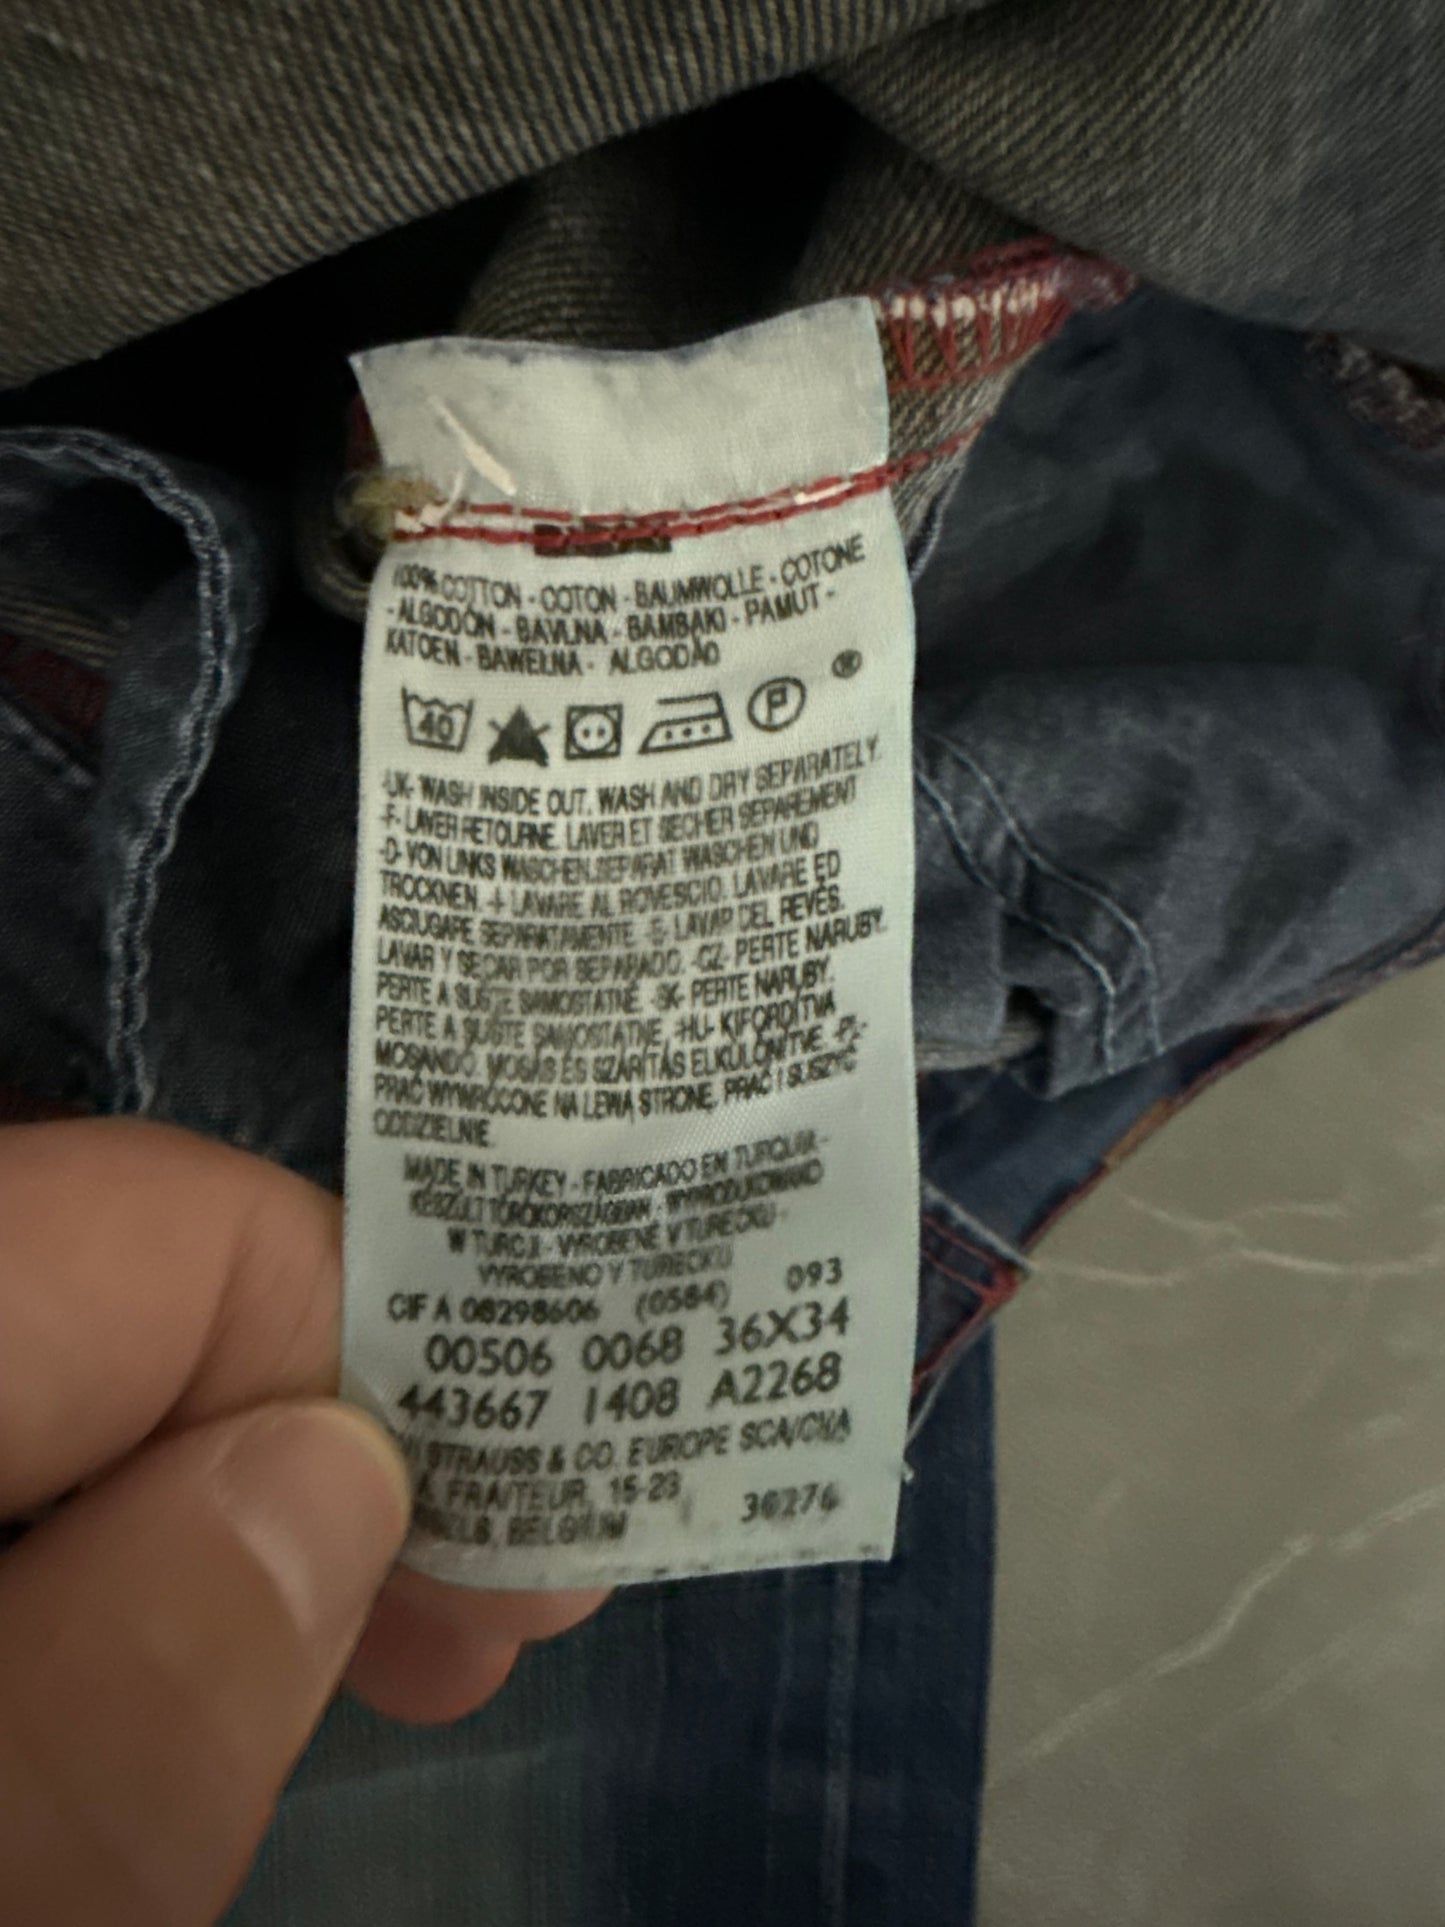 100% COTTON - COTON - BAUMWOLLE - COTONE
- ALGODÓN - BAVLNA - BAMBAKI - PAMUT -
KATOEN - BAWEŁNA - ALGODÃO
40 P
-UK- WASH INSIDE OUT. WASH AND DRY SEPARATELY.
-F- LAVER RETOURNE. LAVER ET SECHER SEPAREMENT
-D- VON LINKS WASCHEN.SEPARAT WASCHEN UND
TROCKNEN. -I- LAVARE AL ROVESCIO. LAVARE ED
ASCIUGARE SEPARATAMENTE. -E- LAVAR DEL REVÉS.
LAVAR Y SECAR POR SEPARADO. -CZ- PERTE NARUBY.
PERTE A SUŠTE SAMOSTATNĚ. -SK- PERTE NARUBY.
PERTE A SUŠTE SAMOSTATNE. -HU- KIFORDÍTVA
MOSANDÓ. MOSÁS ÉS SZÁRÍTÁS ELKÜLÖNÍTVE. -PL-
PRAĆ WYWRÓCONE NA LEWĄ STRONĘ. PRAĆ I SUSZYĆ
ODDZIELNIE.
MADE IN TURKEY - FABRICADO EN TURQUIA -
KÉSZÜLT TÖRÖKORSZÁGBAN - WYPRODUKOWANO
W TURCJI - VYROBENÉ V TURECKU -
VYROBENO V TURECKU 093
CIF A 08298606 (0584)
00506 0068 36X34
443667 1408 A2268
STRAUSS & CO. EUROPE SCA/CVA
FRAITEUR, 15-23
BELGIUM 30276